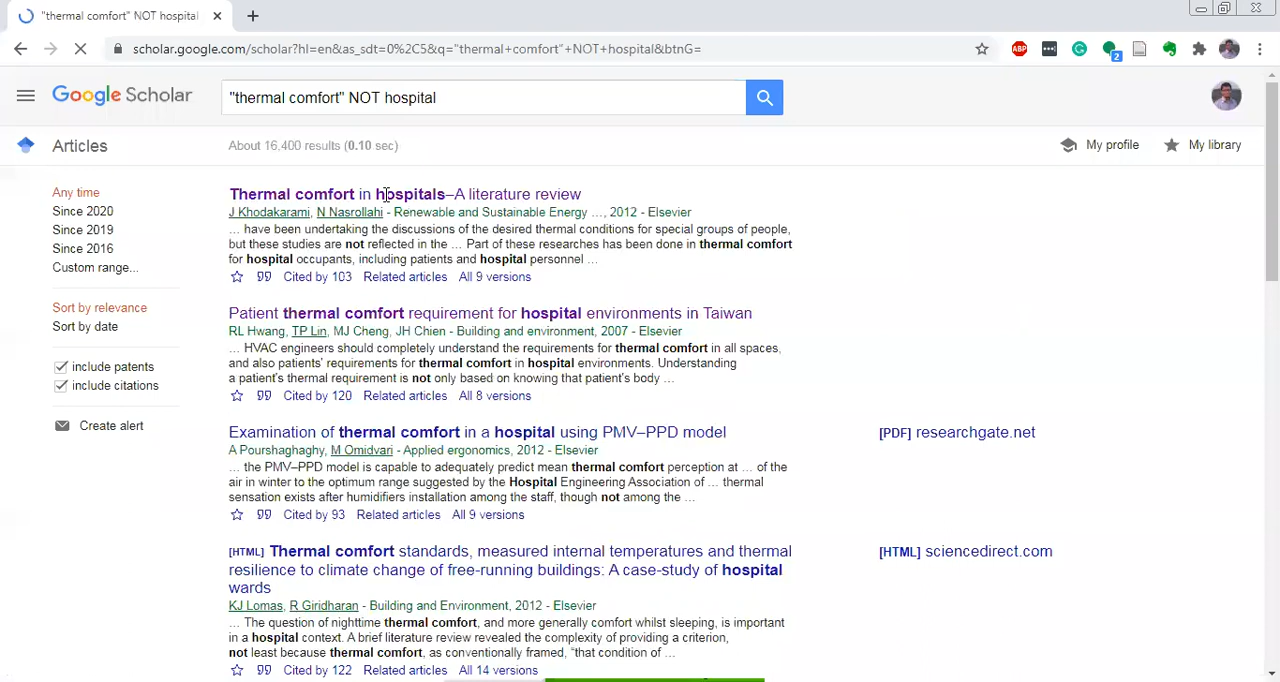 "thermal comfort" NOT hospital
scholar.google.com/scholar?hl=en&as_sdt=0%2C5&q="thermal+comfort"+NOT+hospital&btnG=
ABP
2
Google Scholar
"thermal comfort" NOT hospital
Articles
About 16,400 results (0.10 sec)
My profile
My library
Any time
Since 2020
Since 2019
Since 2016
Custom range...
Sort by relevance
Sort by date
include patents
include citations
Create alert
Thermal comfort in hospitals–A literature review
J Khodakarami, N Nasrollahi - Renewable and Sustainable Energy …, 2012 - Elsevier
… have been undertaking the discussions of the desired thermal conditions for special groups of people,
but these studies are not reflected in the … Part of these researches has been done in thermal comfort
for hospital occupants, including patients and hospital personnel …
Cited by 103 Related articles All 9 versions
Patient thermal comfort requirement for hospital environments in Taiwan
RL Hwang, TP Lin, MJ Cheng, JH Chien - Building and environment, 2007 - Elsevier
… HVAC engineers should completely understand the requirements for thermal comfort in all spaces,
and also patients' requirements for thermal comfort in hospital environments. Understanding
a patient's thermal requirement is not only based on knowing that patient's body …
Cited by 120 Related articles All 8 versions
Examination of thermal comfort in a hospital using PMV–PPD model
A Pourshaghaghy, M Omidvari - Applied ergonomics, 2012 - Elsevier
… the PMV–PPD model is capable to adequately predict mean thermal comfort perception at … of the
air in winter to the optimum range suggested by the Hospital Engineering Association of … thermal
sensation exists after humidifiers installation among the staff, though not among the …
Cited by 93 Related articles All 9 versions
[PDF] researchgate.net
[HTML] Thermal comfort standards, measured internal temperatures and thermal
resilience to climate change of free-running buildings: A case-study of hospital
wards
KJ Lomas, R Giridharan - Building and Environment, 2012 - Elsevier
… The question of nighttime thermal comfort, and more generally comfort whilst sleeping, is important
in a hospital context. A brief literature review revealed the complexity of providing a criterion,
not least because thermal comfort, as conventionally framed, "that condition of …
Cited by 122 Related articles All 14 versions
[HTML] sciencedirect.com